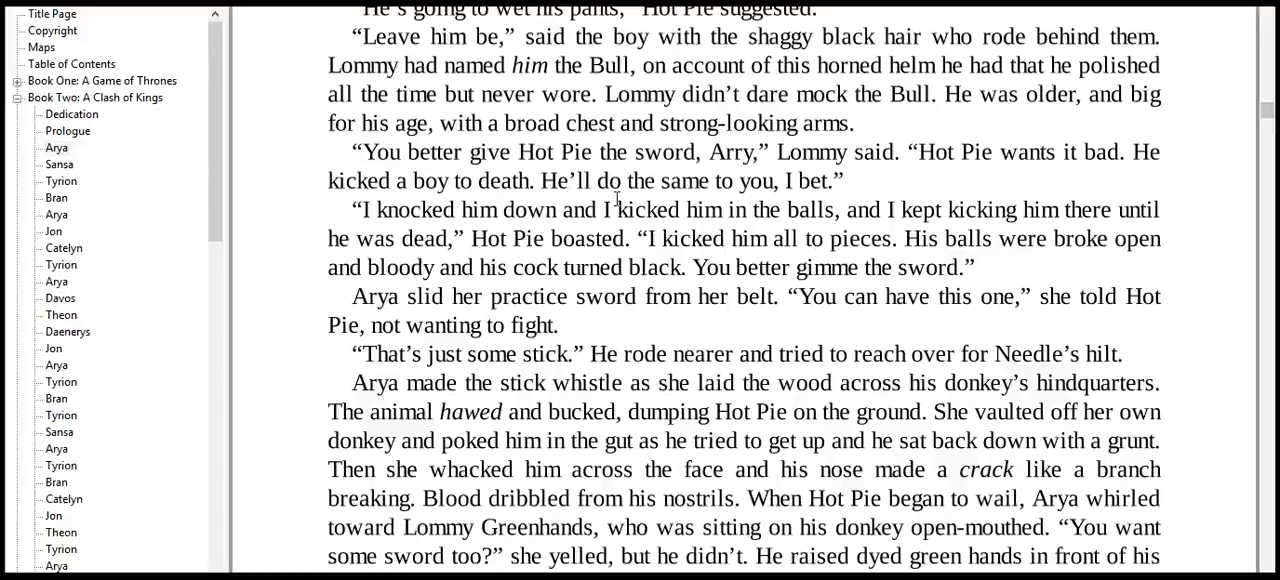 Title Page
Copyright
Maps
Table of Contents
Book One: A Game of Thrones
Book Two: A Clash of Kings
Dedication
Prologue
Arya
Sansa
Tyrion
Bran
Arya
Jon
Catelyn
Tyrion
Arya
Davos
Theon
Daenerys
Jon
Arya
Tyrion
Bran
Tyrion
Sansa
Arya
Tyrion
Bran
Catelyn
Jon
Theon
Tyrion
Arya
“He’s going to wet his pants,” Hot Pie suggested.
“Leave him be,” said the boy with the shaggy black hair who rode behind them.
Lommy had named him the Bull, on account of this horned helm he had that he polished
all the time but never wore. Lommy didn’t dare mock the Bull. He was older, and big
for his age, with a broad chest and strong-looking arms.
“You better give Hot Pie the sword, Arry,” Lommy said. “Hot Pie wants it bad. He
kicked a boy to death. He’ll do the same to you, I bet.”
“I knocked him down and I kicked him in the balls, and I kept kicking him there until
he was dead,” Hot Pie boasted. “I kicked him all to pieces. His balls were broke open
and bloody and his cock turned black. You better gimme the sword.”
Arya slid her practice sword from her belt. “You can have this one,” she told Hot
Pie, not wanting to fight.
“That’s just some stick.” He rode nearer and tried to reach over for Needle’s hilt.
Arya made the stick whistle as she laid the wood across his donkey’s hindquarters.
The animal hawed and bucked, dumping Hot Pie on the ground. She vaulted off her own
donkey and poked him in the gut as he tried to get up and he sat back down with a grunt.
Then she whacked him across the face and his nose made a crack like a branch
breaking. Blood dribbled from his nostrils. When Hot Pie began to wail, Arya whirled
toward Lommy Greenhands, who was sitting on his donkey open-mouthed. “You want
some sword too?” she yelled, but he didn’t. He raised dyed green hands in front of his